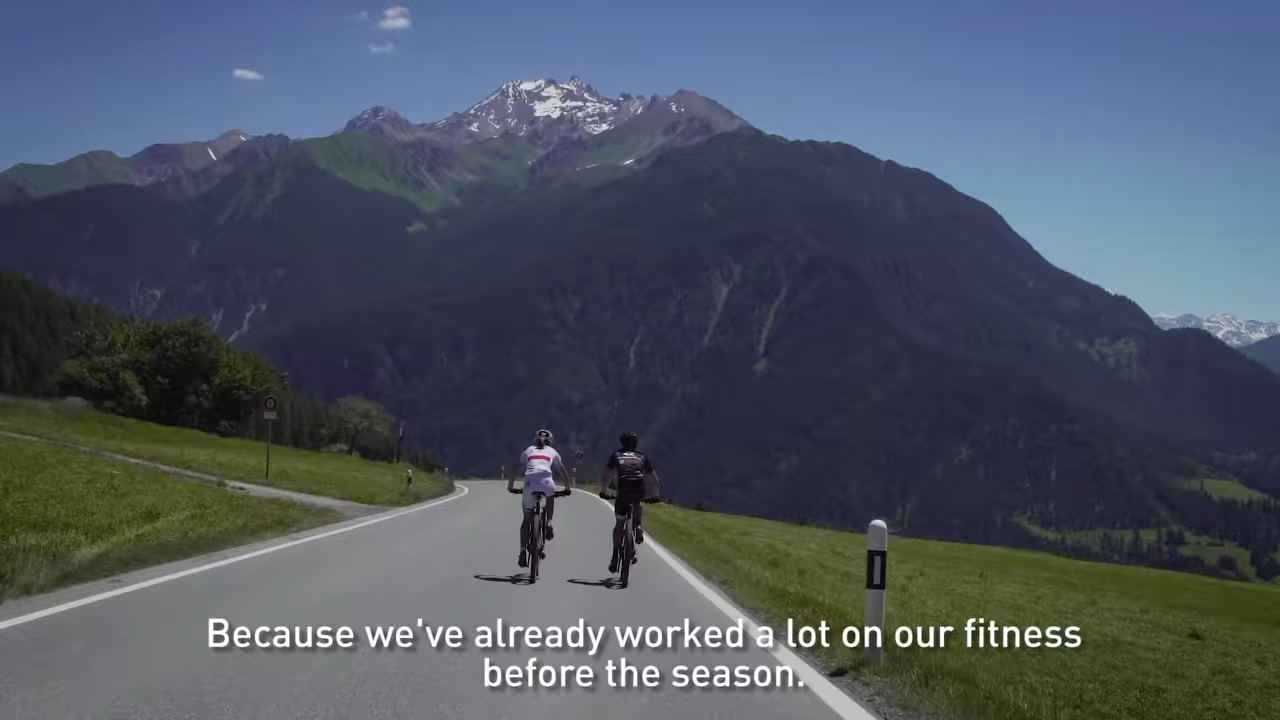 Because we've already worked a lot on our fitness
before the season.